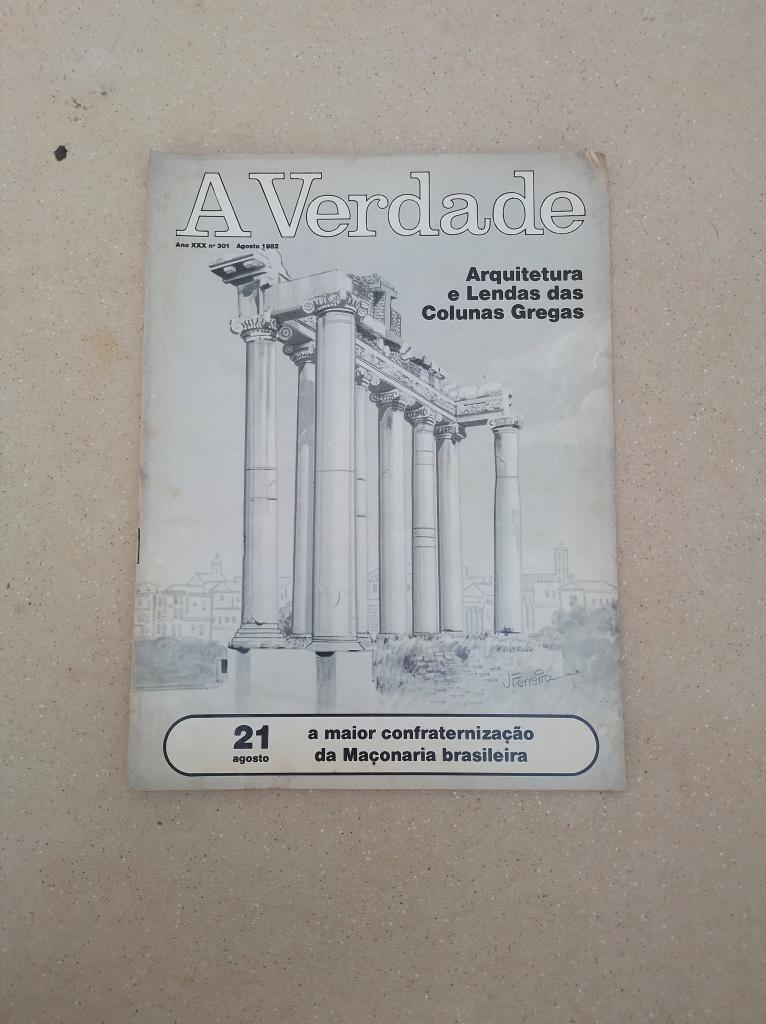 A Verdade
Ano XXX nº 301 Agosto 1982
Arquitetura
e Lendas das
Colunas Gregas
JFerreira
21
agosto
a maior confraternização
da Maçonaria brasileira